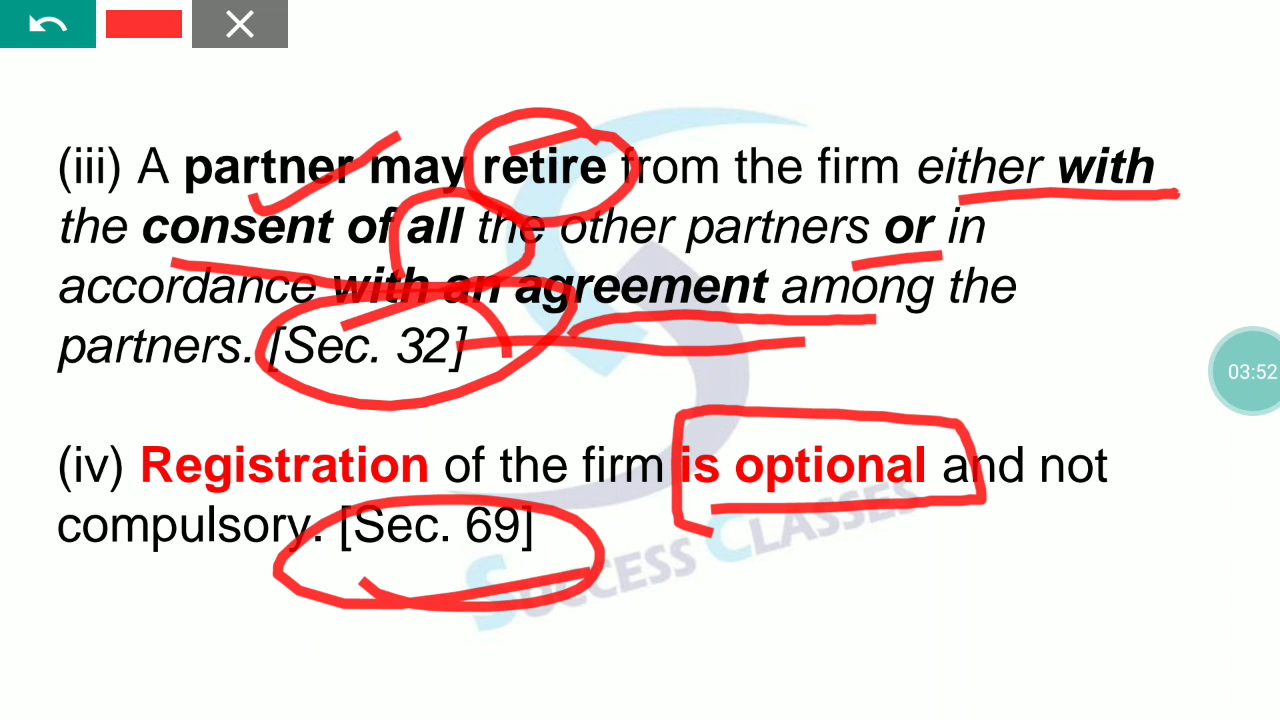 (iii) A partner may retire from the firm either with
the consent of all the other partners or in
accordance with an agreement among the
partners. [Sec. 32]
03:52
(iv) Registration of the firm is optional and not
compulsory. [Sec. 69]
SUCCESS CLASSES